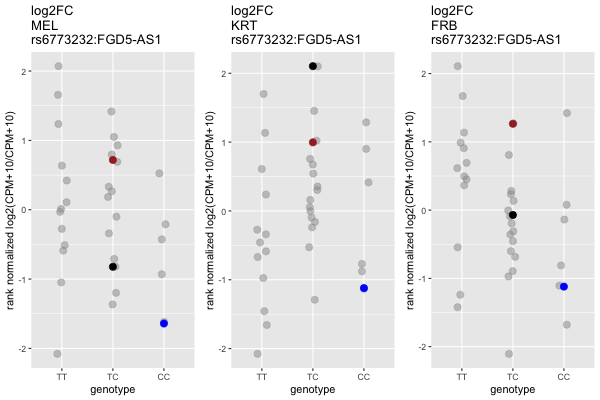 log2FC
MEL
rs6773232:FGD5-AS1
rank normalized log2(CPM+10/CPM+10)
2
1
0
-1
-2
TT
TC
CC
genotype
log2FC
KRT
rs6773232:FGD5-AS1
rank normalized log2(CPM+10/CPM+10)
2
1
0
-1
-2
TT
TC
CC
genotype
log2FC
FRB
rs6773232:FGD5-AS1
rank normalized log2(CPM+10/CPM+10)
2
1
0
-1
-2
TT
TC
CC
genotype